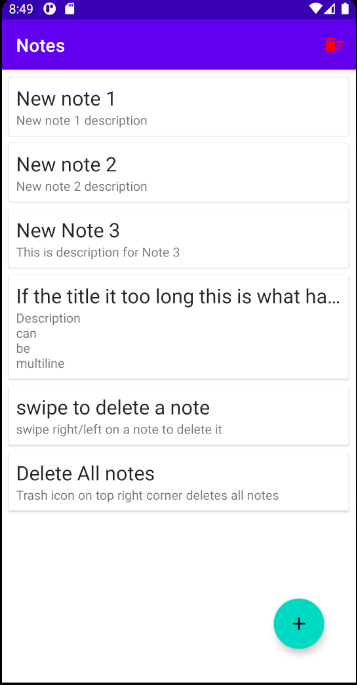 8:49
Notes
New note 1
New note 1 description
New note 2
New note 2 description
New Note 3
This is description for Note 3
If the title it too long this is what ha...
Description
can
be
multiline
swipe to delete a note
swipe right/left on a note to delete it
Delete All notes
Trash icon on top right corner deletes all notes
+